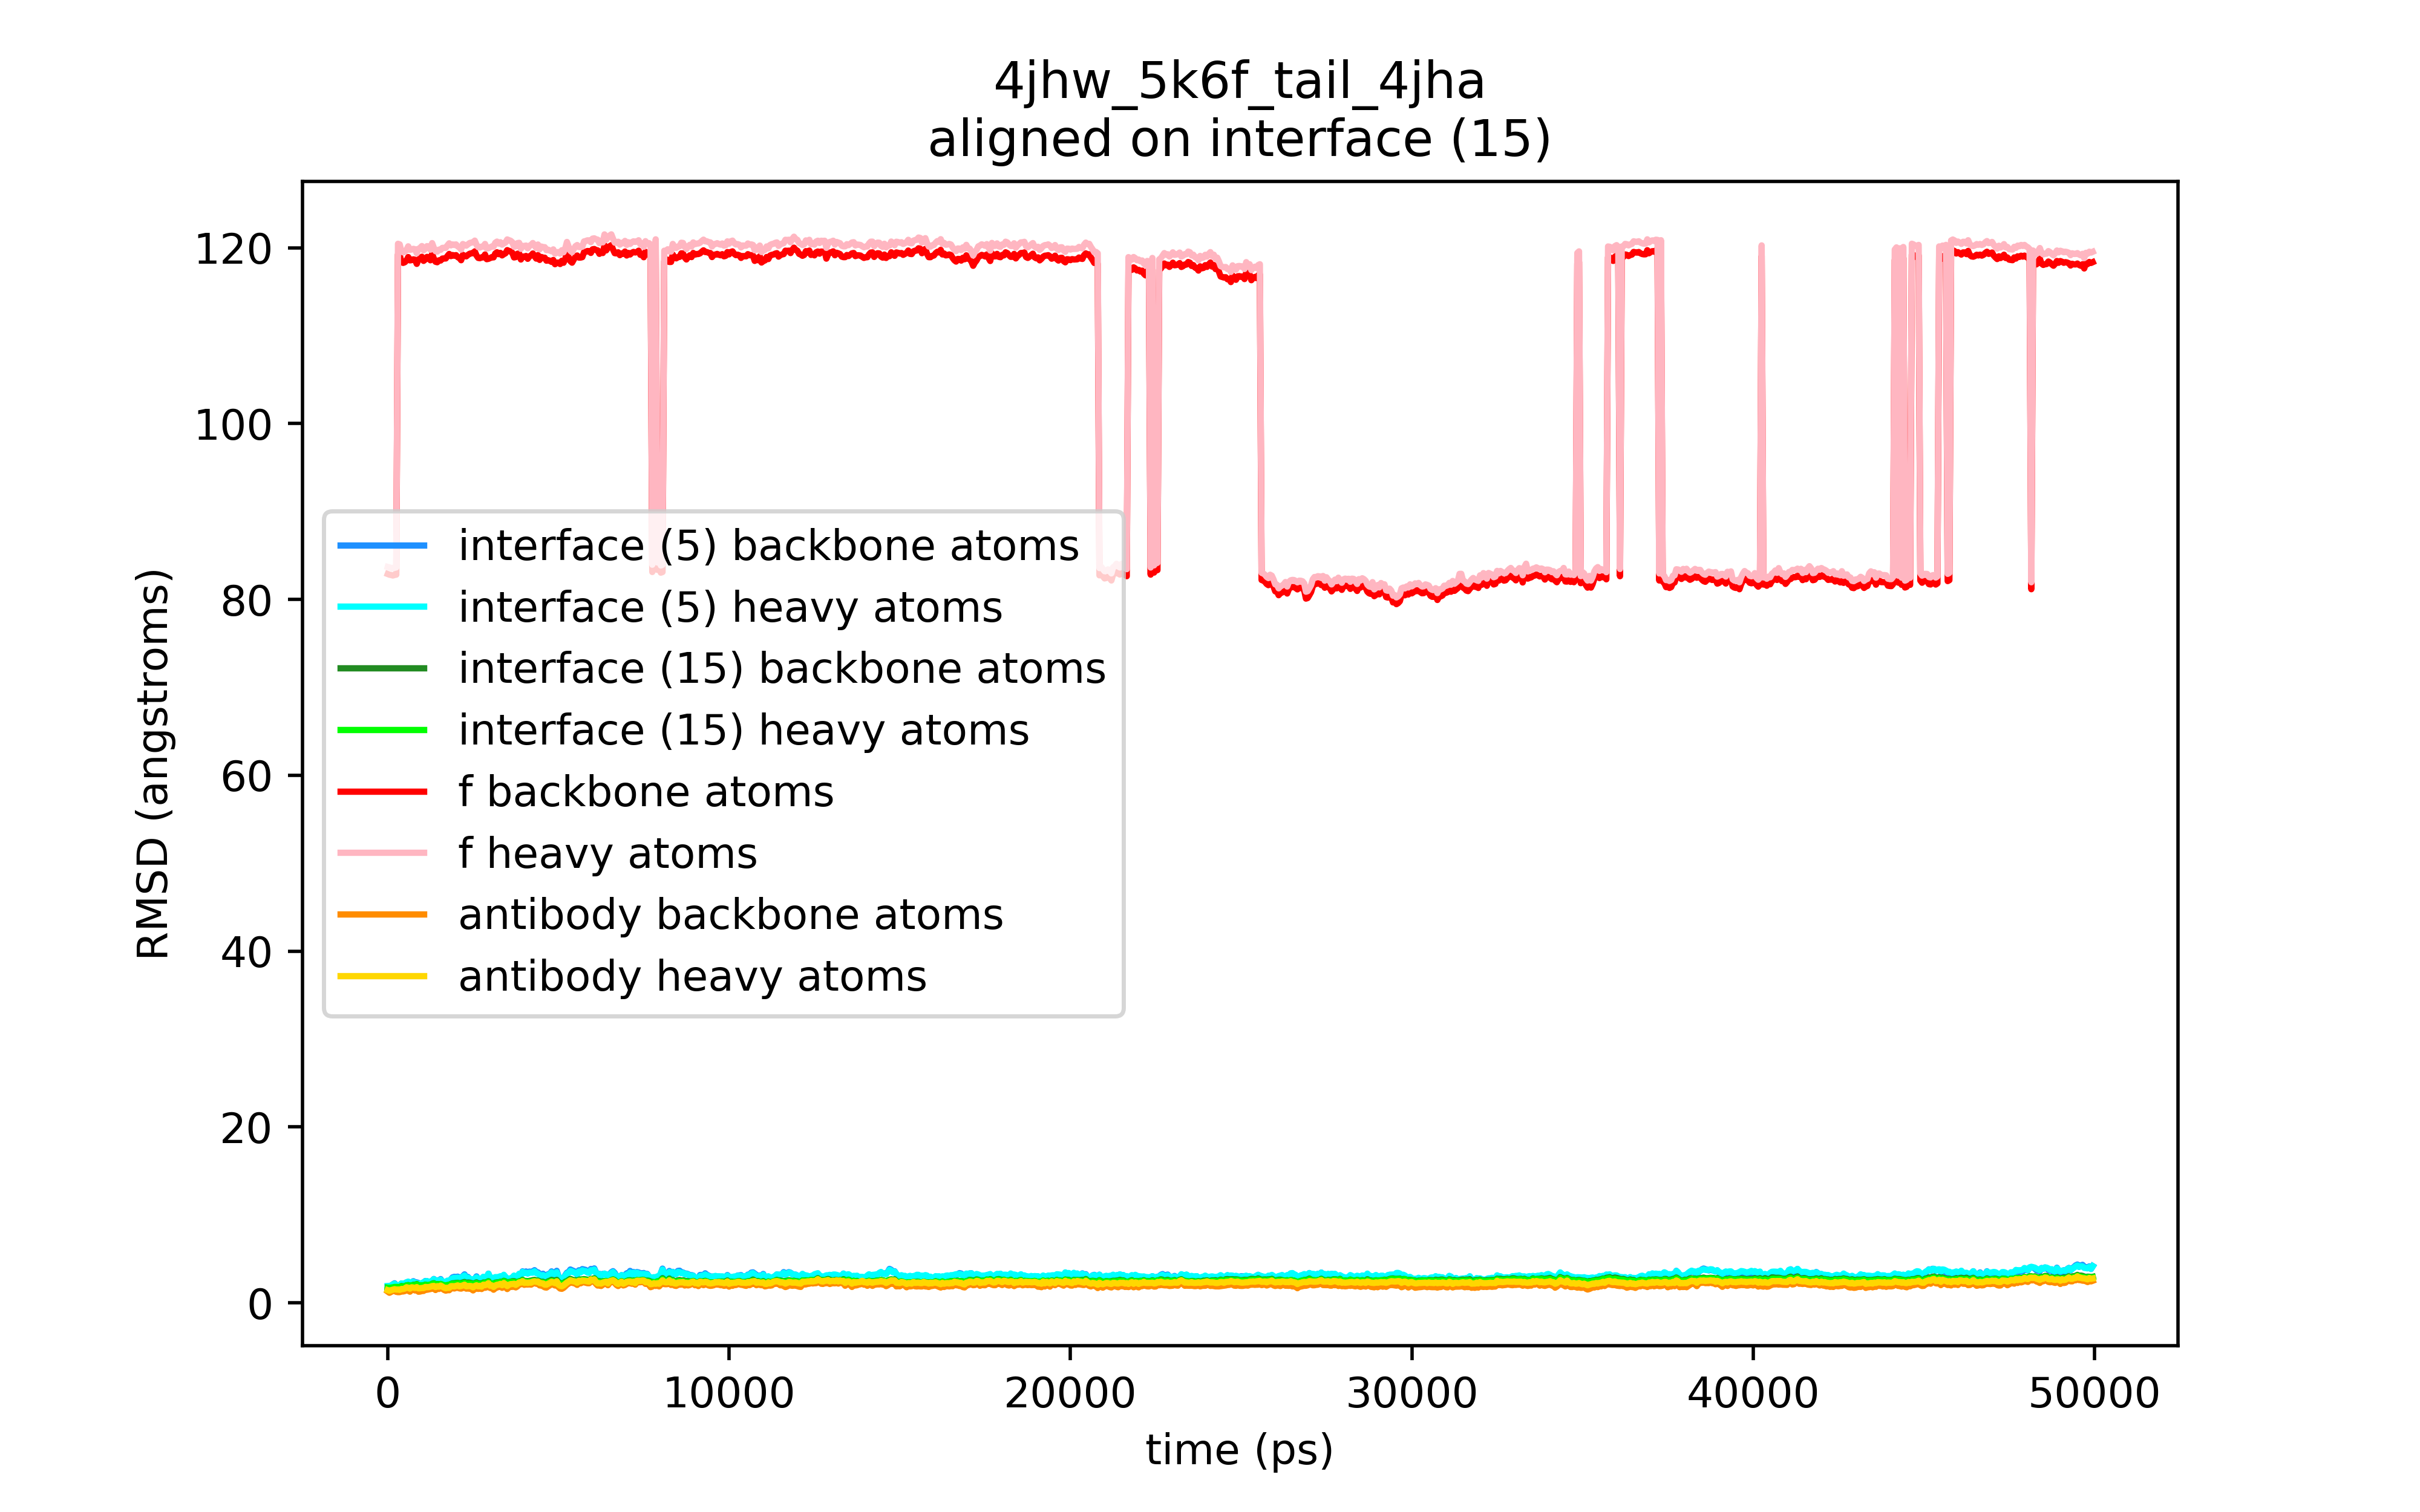 4jhw_5k6f_tail_4jha
aligned on interface (15)
RMSD (angstroms)
120
100
80
60
40
20
0
interface (5) backbone atoms
interface (5) heavy atoms
interface (15) backbone atoms
interface (15) heavy atoms
f backbone atoms
f heavy atoms
antibody backbone atoms
antibody heavy atoms
0 10000 20000 30000 40000 50000
time (ps)